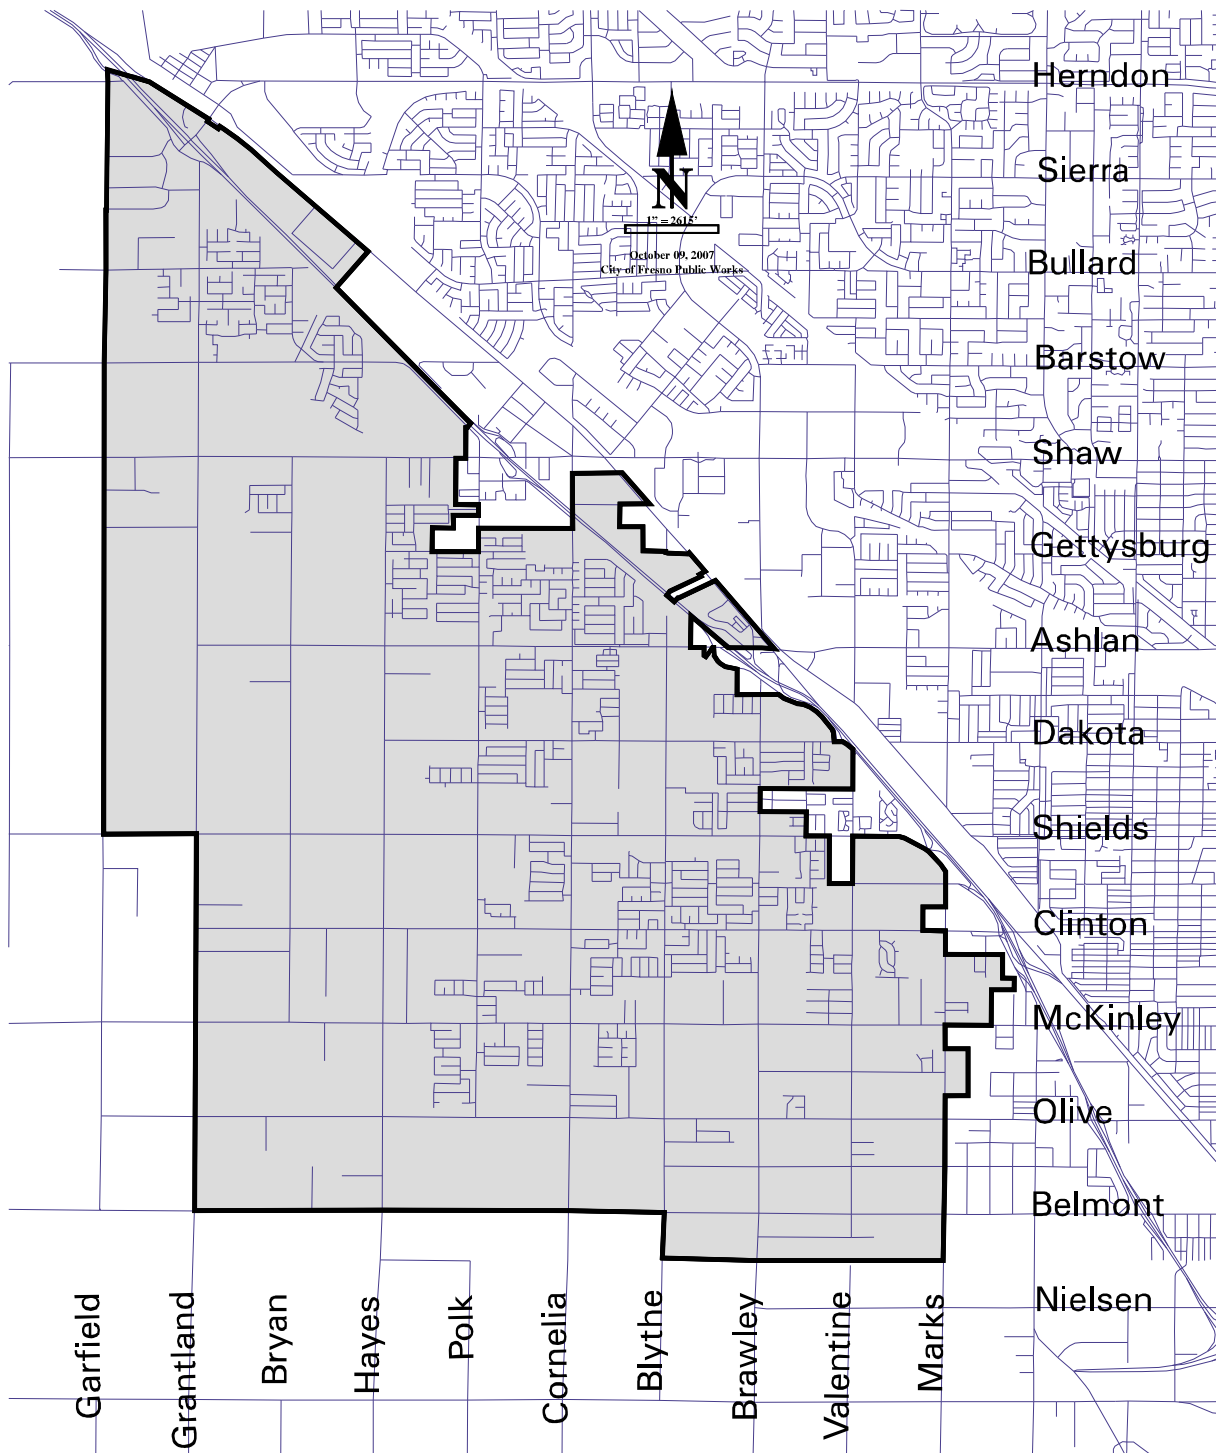 Herndon
Sierra
N
1" = 2615'
October 09, 2007
City of Fresno Public Works
Bullard
Barstow
Shaw
Gettysburg
Ashlan
Dakota
Shields
Clinton
McKinley
Olive
Belmont
Nielsen
Garfield
Grantland
Bryan
Hayes
Polk
Cornelia
Blythe
Brawley
Valentine
Marks